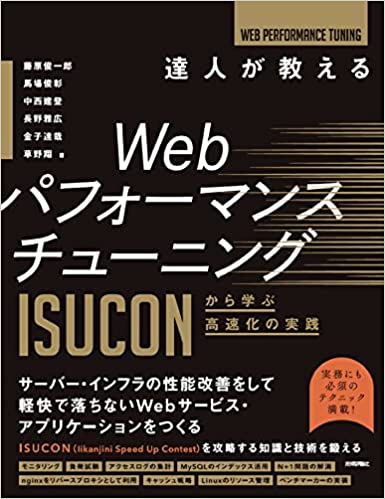 WEB PERFORMANCE TUNING
藤原俊一郎
馬場俊彰
中西建登
長野雅広
金子達哉
草野翔 著
達人が教える
Web
パフォーマンス
チューニング
ISUCON
から学ぶ
高速化の実践
サーバー・インフラの性能改善をして
軽快で落ちないWebサービス・
アプリケーションをつくる
実務にも
必須の
テクニック
満載!
ISUCON(Iikanjini Speed Up Contest)を攻略する知識と技術を鍛える
モニタリング 負荷試験 アクセスログの集計 MySQLのインデックス活用 N+1問題の解消
nginxをリバースプロキシとして利用 キャッシュ戦略 Linuxのリソース管理 ベンチマーカーの実装
技術評論社